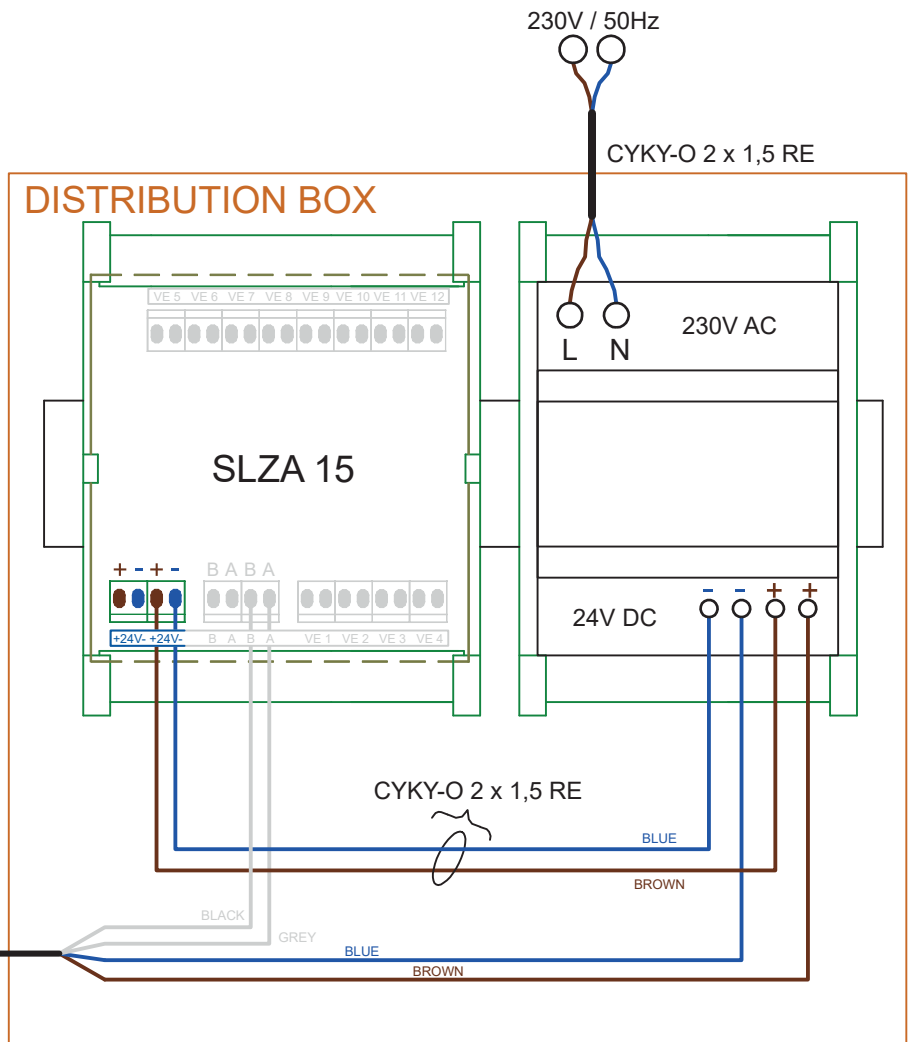 230V / 50Hz
CYKY-O 2 x 1,5 RE
DISTRIBUTION BOX
VE 5 VE 6 VE 7 VE 8 VE 9 VE 10 VE 11 VE 12
230V AC
L N
SLZA 15
+ - + - B A B A
24V DC - - + +
+24V- +24V- B A B A VE 1 VE 2 VE 3 VE 4
CYKY-O 2 x 1,5 RE
BLUE
BROWN
BLACK
GREY
BLUE
BROWN